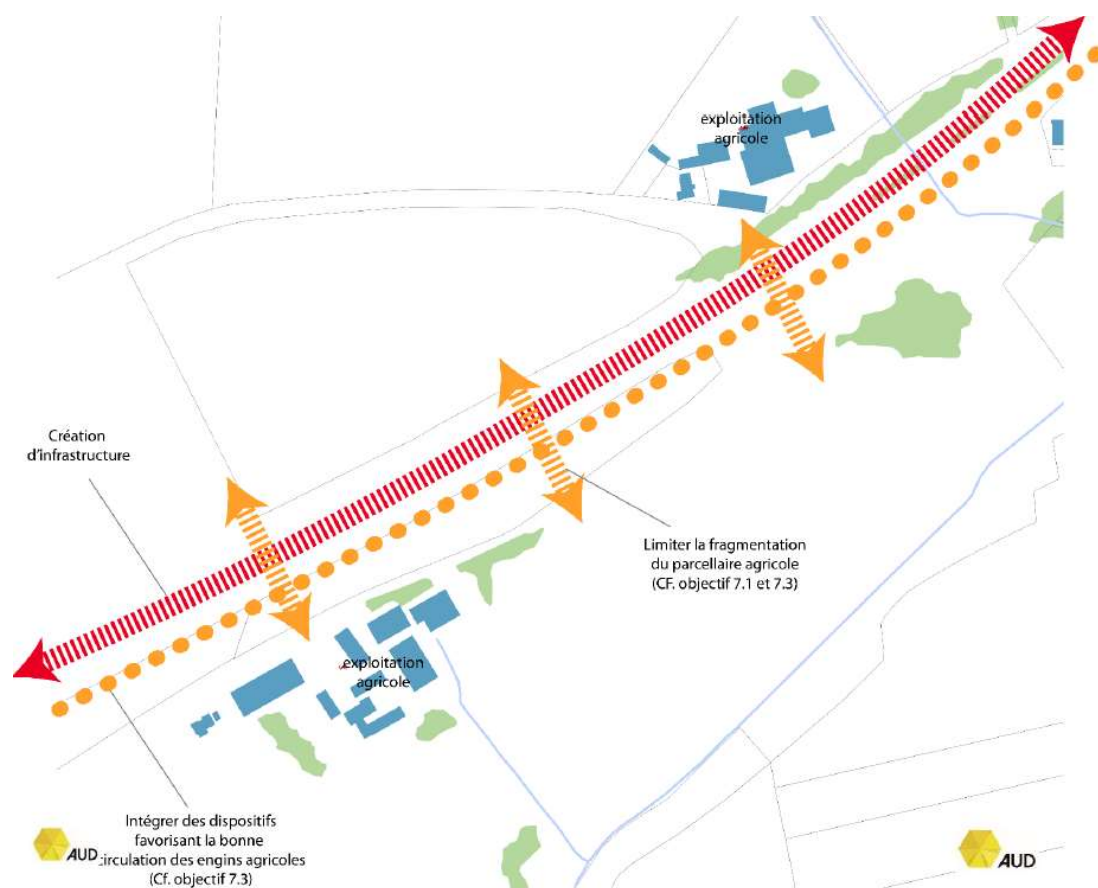 exploitation
agricole
Création
d'infrastructure
Limiter la fragmentation
du parcellaire agricole
(CF. objectif 7.1 et 7.3)
exploitation
agricole
Intégrer des dispositifs
favorisant la bonne
circulation des engins agricoles
(Cf. objectif 7.3)
AUD
AUD